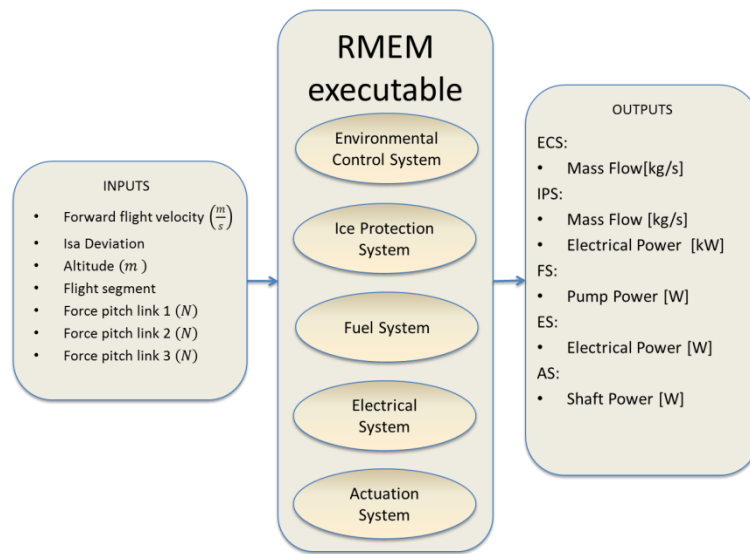 INPUTS
• Forward flight velocity (m/s)
• Isa Deviation
• Altitude (m)
• Flight segment
• Force pitch link 1 (N)
• Force pitch link 2 (N)
• Force pitch link 3 (N)
RMEM
executable
Environmental
Control System
Ice Protection
System
Fuel System
Electrical
System
Actuation
System
OUTPUTS
ECS:
• Mass Flow[kg/s]
IPS:
• Mass Flow [kg/s]
• Electrical Power [kW]
FS:
• Pump Power [W]
ES:
• Electrical Power [W]
AS:
• Shaft Power [W]